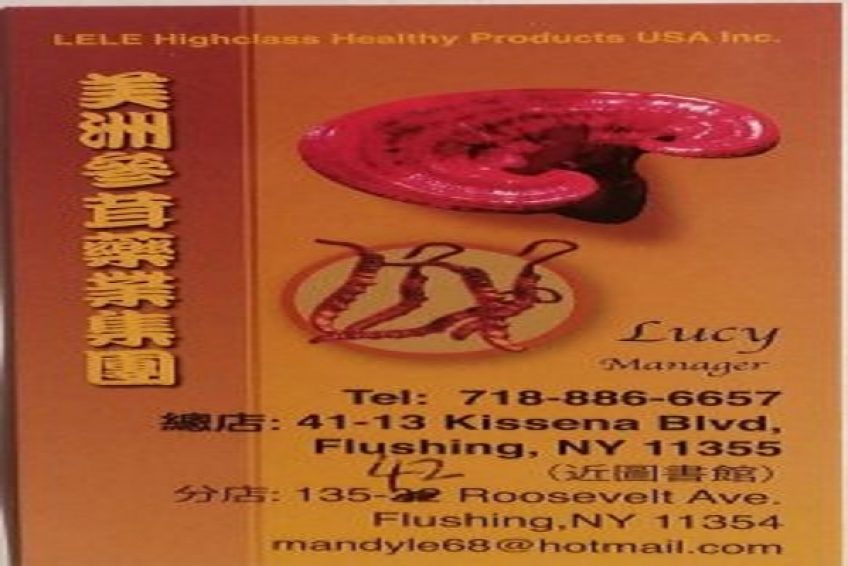 LELE Highclass Healthy Products USA Inc.
美洲參茸藥業集團
Lucy
Manager
Tel: 718-886-6657
總店: 41-13 Kissena Blvd,
Flushing, NY 11355
(近圖書館)
42
分店: 135- Roosevelt Ave.
Flushing,NY 11354
mandyle68@hotmail.com